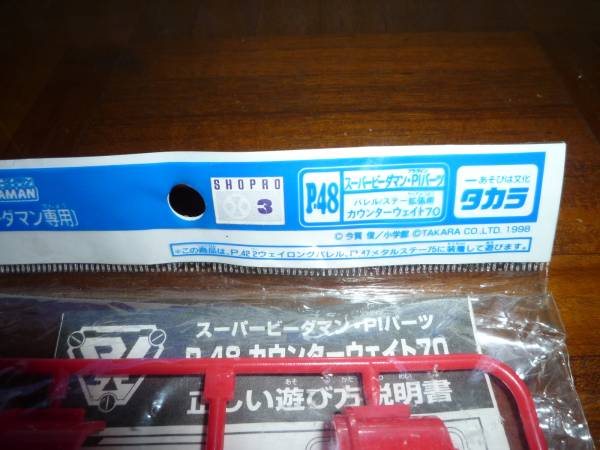 AMAN
ーダマン専用)
SHOPRO
3
P.48
スーパービーダマン・PIパーツ
バレル/ステー拡張用
カウンターウェイト70
—あそびは文化
タカラ
© 今賀 俊／小学館 ©TAKARA CO.,LTD. 1998
*この商品は、P.42 2ウェイロングバレル、P.47メタルステー75に装着して遊びます。
スーパービーダマン・PIパーツ
P.48 カウンターウェイト70
正しい遊び方説明書